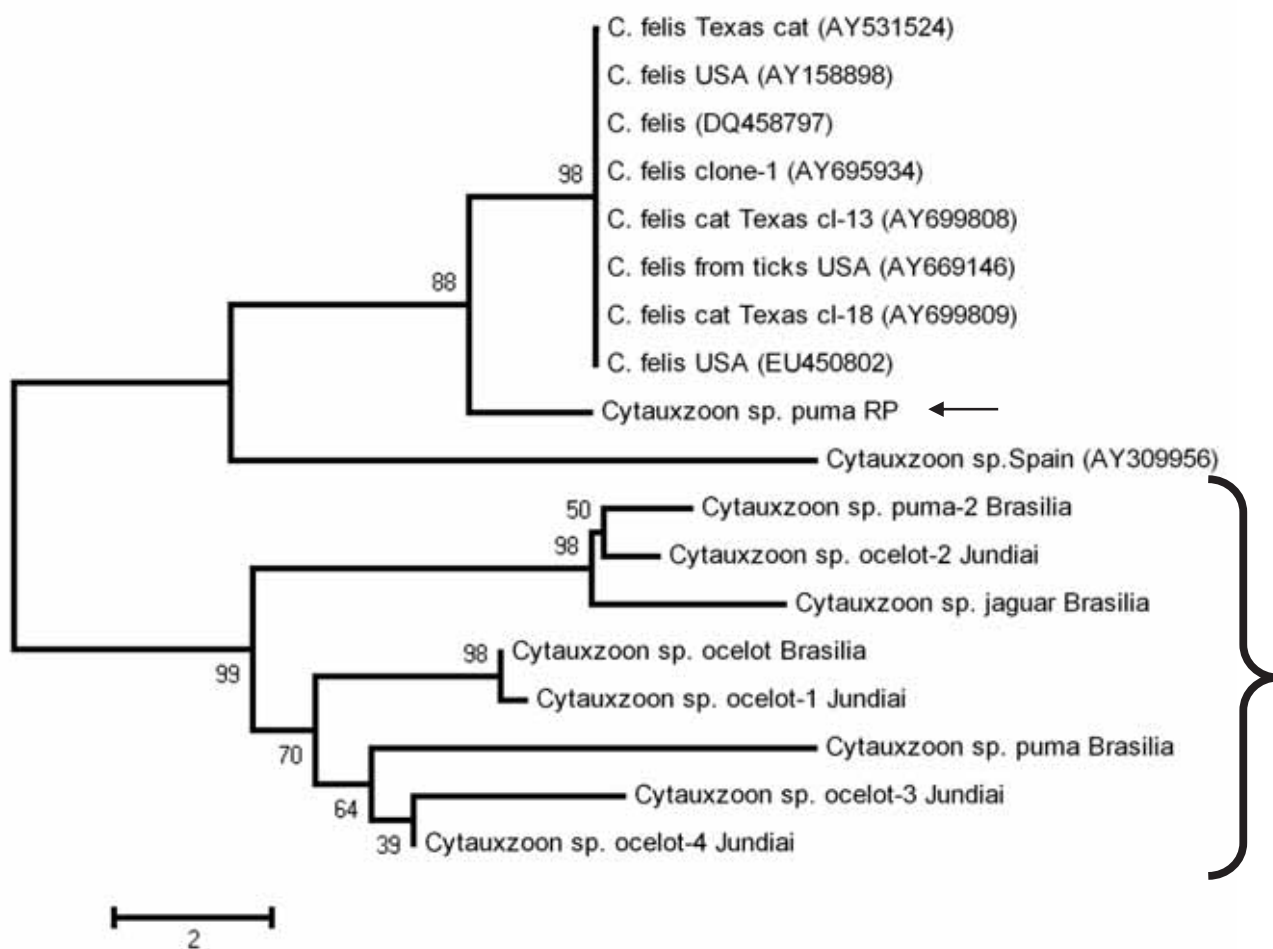 C. felis Texas cat (AY531524)
C. felis USA (AY158898)
C. felis (DQ458797)
98
C. felis clone-1 (AY695934)
C. felis cat Texas cl-13 (AY699808)
C. felis from ticks USA (AY669146)
88
C. felis cat Texas cl-18 (AY699809)
C. felis USA (EU450802)
Cytauxzoon sp. puma RP
Cytauxzoon sp.Spain (AY309956)
50
Cytauxzoon sp. puma-2 Brasilia
98
Cytauxzoon sp. ocelot-2 Jundiai
Cytauxzoon sp. jaguar Brasilia
98
Cytauxzoon sp. ocelot Brasilia
99
Cytauxzoon sp. ocelot-1 Jundiai
70
Cytauxzoon sp. puma Brasilia
64
Cytauxzoon sp. ocelot-3 Jundiai
39
Cytauxzoon sp. ocelot-4 Jundiai
2